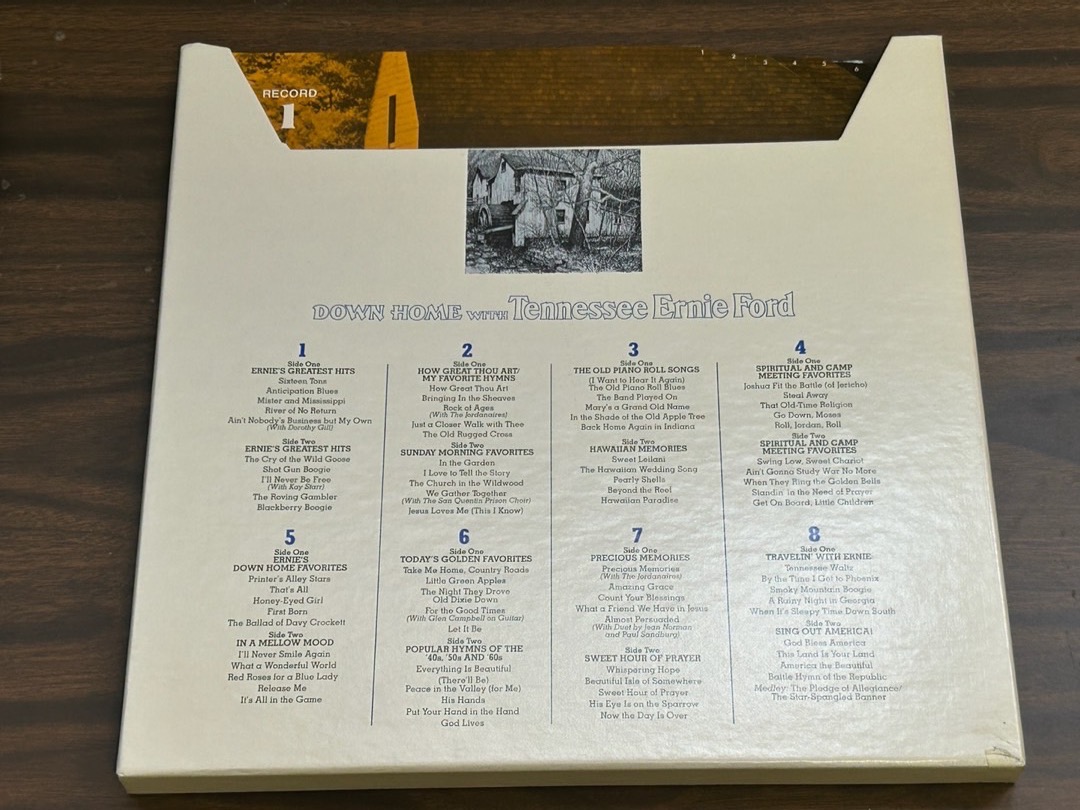 RECORD
1
1 2 3 4 5 6
DOWN HOME WITH Tennessee Ernie Ford
1
Side One
ERNIE'S GREATEST HITS
Sixteen Tons
Anticipation Blues
Mister and Mississippi
River of No Return
Ain't Nobody's Business but My Own
(With Dorothy Gill)
Side Two
ERNIE'S GREATEST HITS
The Cry of the Wild Goose
Shot Gun Boogie
I'll Never Be Free
(With Kay Starr)
The Roving Gambler
Blackberry Boogie
2
Side One
HOW GREAT THOU ART/
MY FAVORITE HYMNS
How Great Thou Art
Bringing In the Sheaves
Rock of Ages
(With The Jordanaires)
Just a Closer Walk with Thee
The Old Rugged Cross
Side Two
SUNDAY MORNING FAVORITES
In the Garden
I Love to Tell the Story
The Church in the Wildwood
We Gather Together
(With The San Quentin Prison Choir)
Jesus Loves Me (This I Know)
3
Side One
THE OLD PIANO ROLL SONGS
(I Want to Hear It Again)
The Old Piano Roll Blues
The Band Played On
Mary's a Grand Old Name
In the Shade of the Old Apple Tree
Back Home Again in Indiana
Side Two
HAWAIIAN MEMORIES
Sweet Leilani
The Hawaiian Wedding Song
Pearly Shells
Beyond the Reef
Hawaiian Paradise
4
Side One
SPIRITUAL AND CAMP
MEETING FAVORITES
Joshua Fit the Battle (of Jericho)
Steal Away
That Old-Time Religion
Go Down, Moses
Roll, Jordan, Roll
Side Two
SPIRITUAL AND CAMP
MEETING FAVORITES
Swing Low, Sweet Chariot
Ain't Gonna Study War No More
When They Ring the Golden Bells
Standin' in the Need of Prayer
Get On Board, Little Children
5
Side One
ERNIE'S
DOWN HOME FAVORITES
Printer's Alley Stars
That's All
Honey-Eyed Girl
First Born
The Ballad of Davy Crockett
Side Two
IN A MELLOW MOOD
I'll Never Smile Again
What a Wonderful World
Red Roses for a Blue Lady
Release Me
It's All in the Game
6
Side One
TODAY'S GOLDEN FAVORITES
Take Me Home, Country Roads
Little Green Apples
The Night They Drove
Old Dixie Down
For the Good Times
(With Glen Campbell on Guitar)
Let It Be
Side Two
POPULAR HYMNS OF THE
'40s, '50s AND '60s
Everything Is Beautiful
(There'll Be)
Peace in the Valley (for Me)
His Hands
Put Your Hand in the Hand
God Lives
7
Side One
PRECIOUS MEMORIES
Precious Memories
(With The Jordanaires)
Amazing Grace
Count Your Blessings
What a Friend We Have in Jesus
Almost Persuaded
(With Duet by Jean Norman
and Paul Sandburg)
Side Two
SWEET HOUR OF PRAYER
Whispering Hope
Beautiful Isle of Somewhere
Sweet Hour of Prayer
His Eye Is on the Sparrow
Now the Day Is Over
8
Side One
TRAVELIN' WITH ERNIE
Tennessee Waltz
By the Time I Get to Phoenix
Smoky Mountain Boogie
A Rainy Night in Georgia
When It's Sleepy Time Down South
Side Two
SING OUT AMERICA!
God Bless America
This Land Is Your Land
America the Beautiful
Battle Hymn of the Republic
Medley: The Pledge of Allegiance/
The Star-Spangled Banner